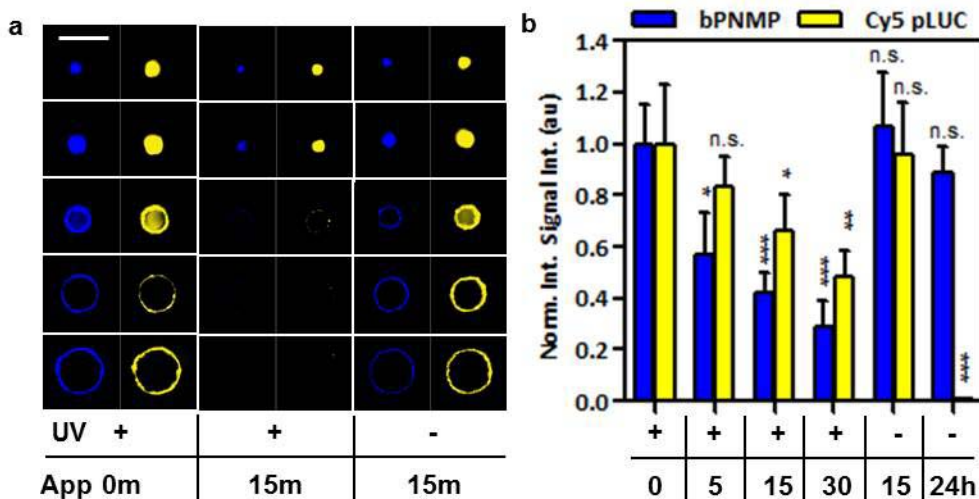 a
UV + + -
App 0m 15m 15m
b
bPNMP Cy5 pLUC
Norm. Int. Signal Int. (au)
1.4
1.2
1.0
0.8
0.6
0.4
0.2
0.0
* n.s.
*** *
*** **
n.s. n.s.
n.s. ***
+ + + + - -
0 5 15 30 15 24h